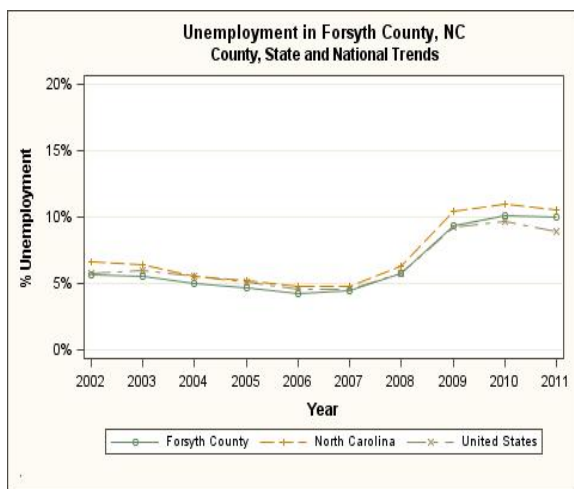 Unemployment in Forsyth County, NC
County, State and National Trends
20%
15%
10%
5%
0%
% Unemployment
2002 2003 2004 2005 2006 2007 2008 2009 2010 2011
Year
Forsyth County North Carolina United States